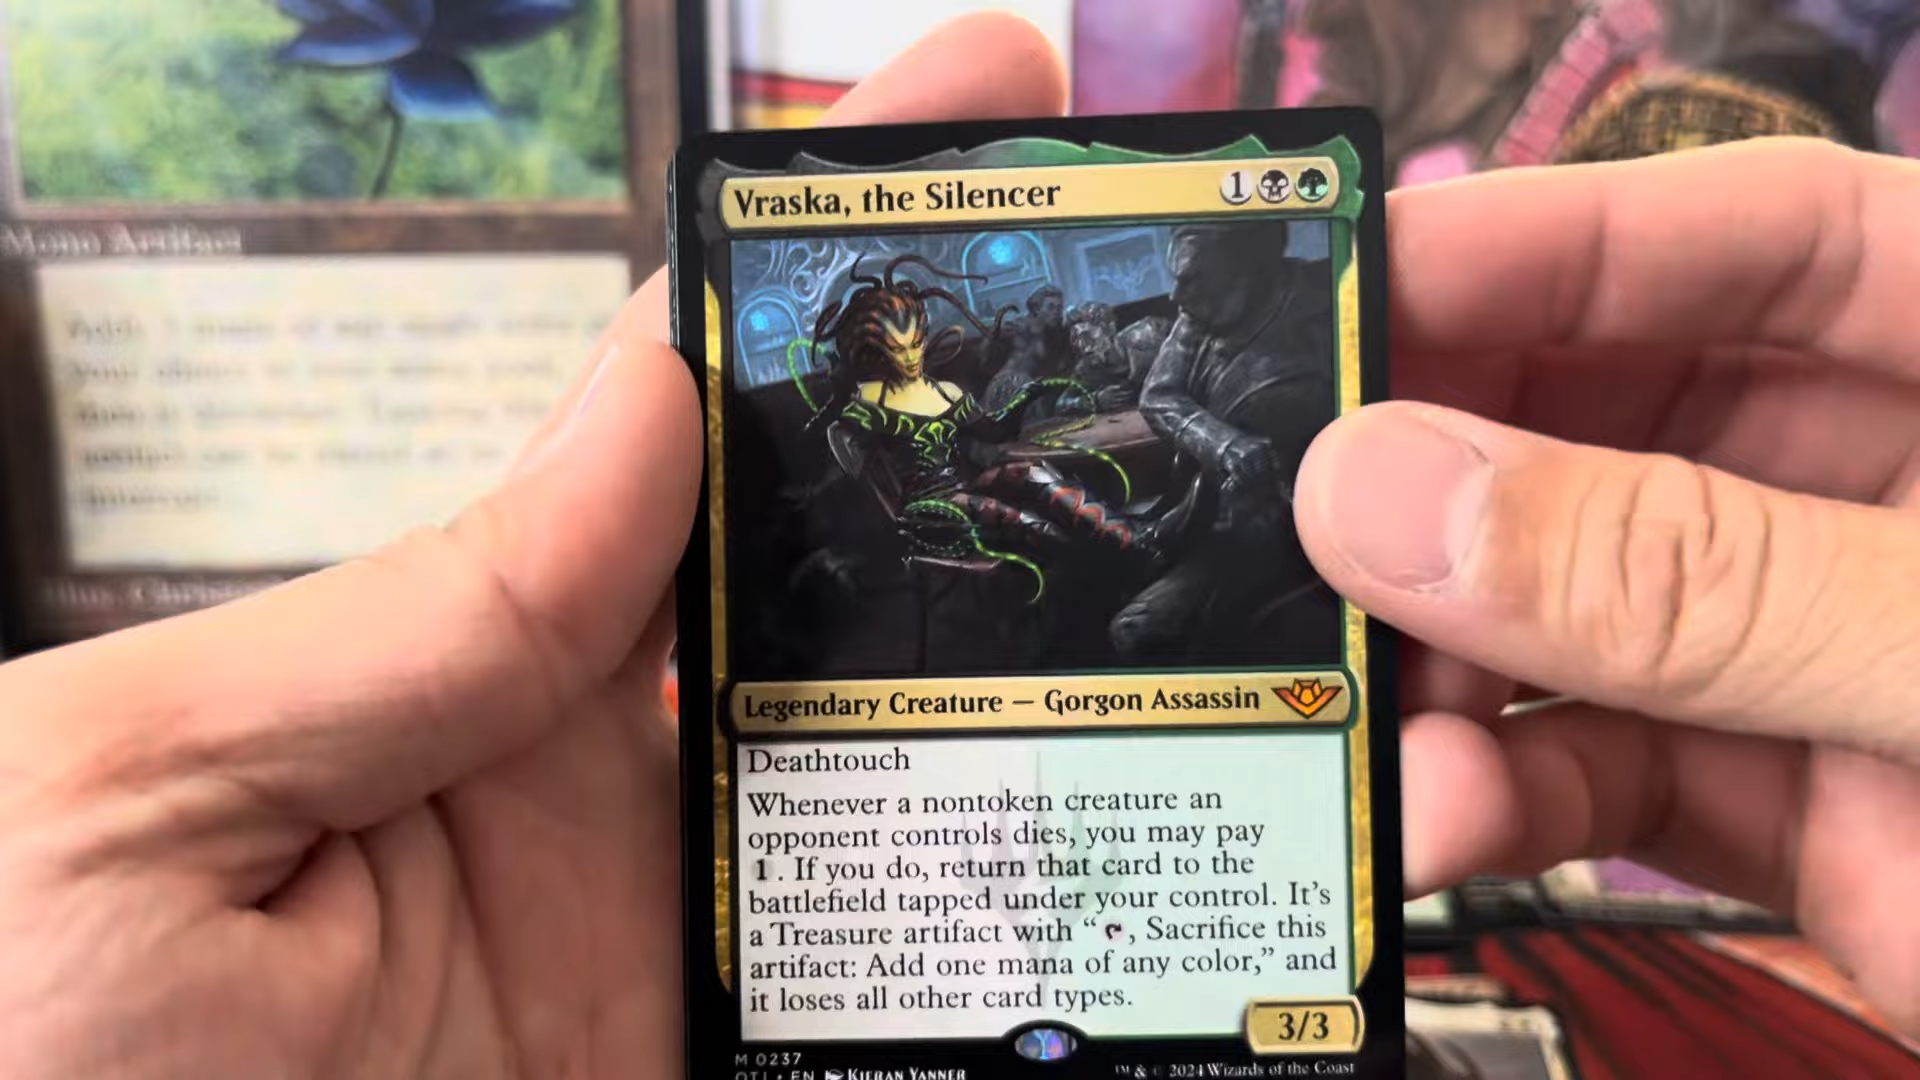 Mono Artifact
Vraska, the Silencer 1
Legendary Creature — Gorgon Assassin
Deathtouch
Whenever a nontoken creature an
opponent controls dies, you may pay
1. If you do, return that card to the
battlefield tapped under your control. It's
a Treasure artifact with “, Sacrifice this
artifact: Add one mana of any color,” and
it loses all other card types.
3/3
M 0237
OTJ • EN KIERAN YANNER
™ & © 2024 Wizards of the Coast